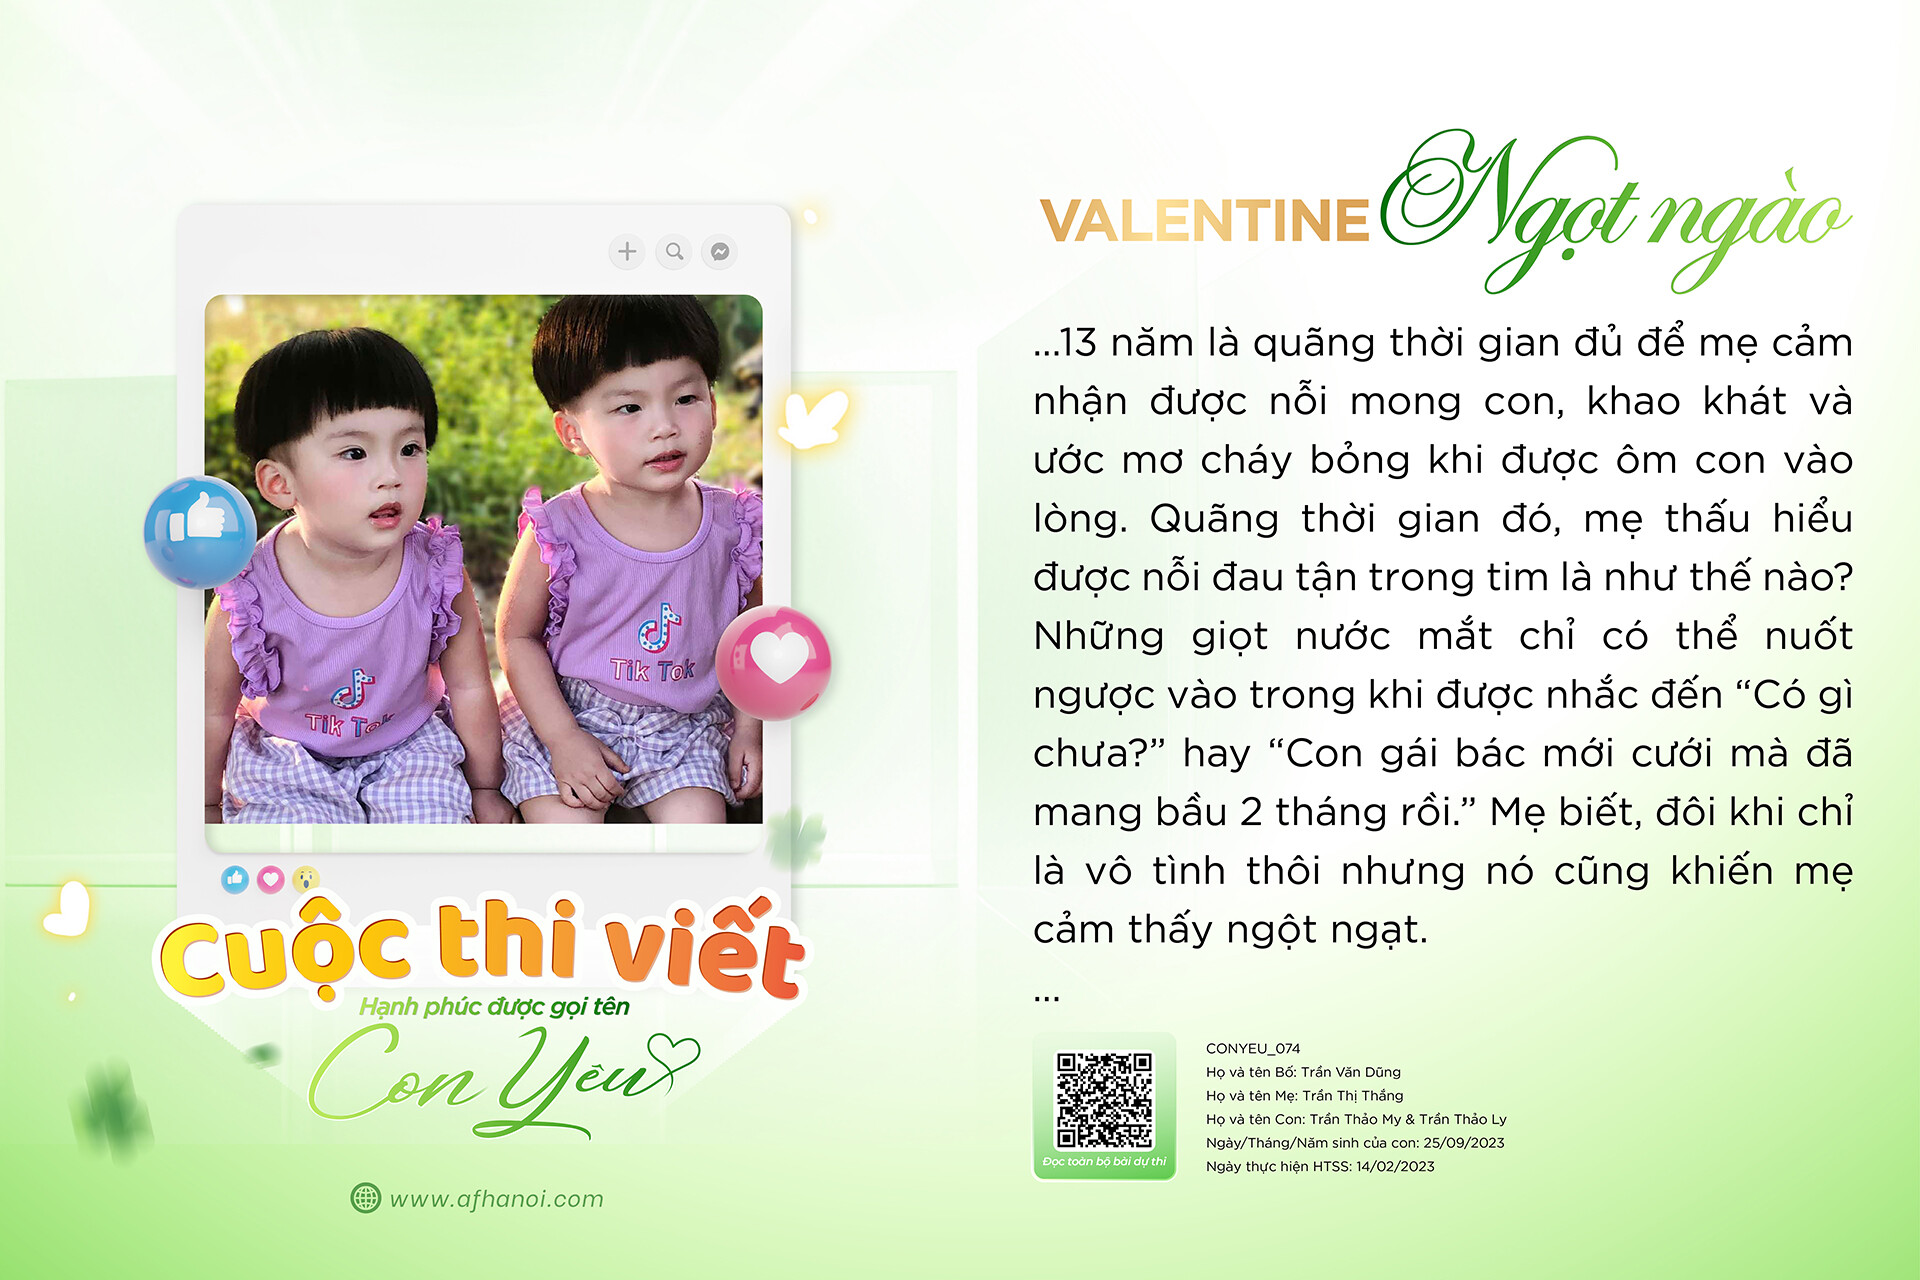 VALENTINE Ngọt ngào
...13 năm là quãng thời gian đủ để mẹ cảm
nhận được nỗi mong con, khao khát và
ước mơ cháy bỏng khi được ôm con vào
lòng. Quãng thời gian đó, mẹ thấu hiểu
được nỗi đau tận trong tim là như thế nào?
Những giọt nước mắt chỉ có thể nuốt
ngược vào trong khi được nhắc đến “Có gì
chưa?” hay “Con gái bác mới cưới mà đã
mang bầu 2 tháng rồi.” Mẹ biết, đôi khi chỉ
là vô tình thôi nhưng nó cũng khiến mẹ
cảm thấy ngột ngạt.
...
CONYEU_074
Họ và tên Bố: Trần Văn Dũng
Họ và tên Mẹ: Trần Thị Thắng
Họ và tên Con: Trần Thảo My & Trần Thảo Ly
Ngày/Tháng/Năm sinh của con: 25/09/2023
Ngày thực hiện HTSS: 14/02/2023
Đọc toàn bộ bài dự thi
Tik Tok
Tik Tok
Cuộc thi viết
Hạnh phúc được gọi tên
Con Yêu
www.afhanoi.com